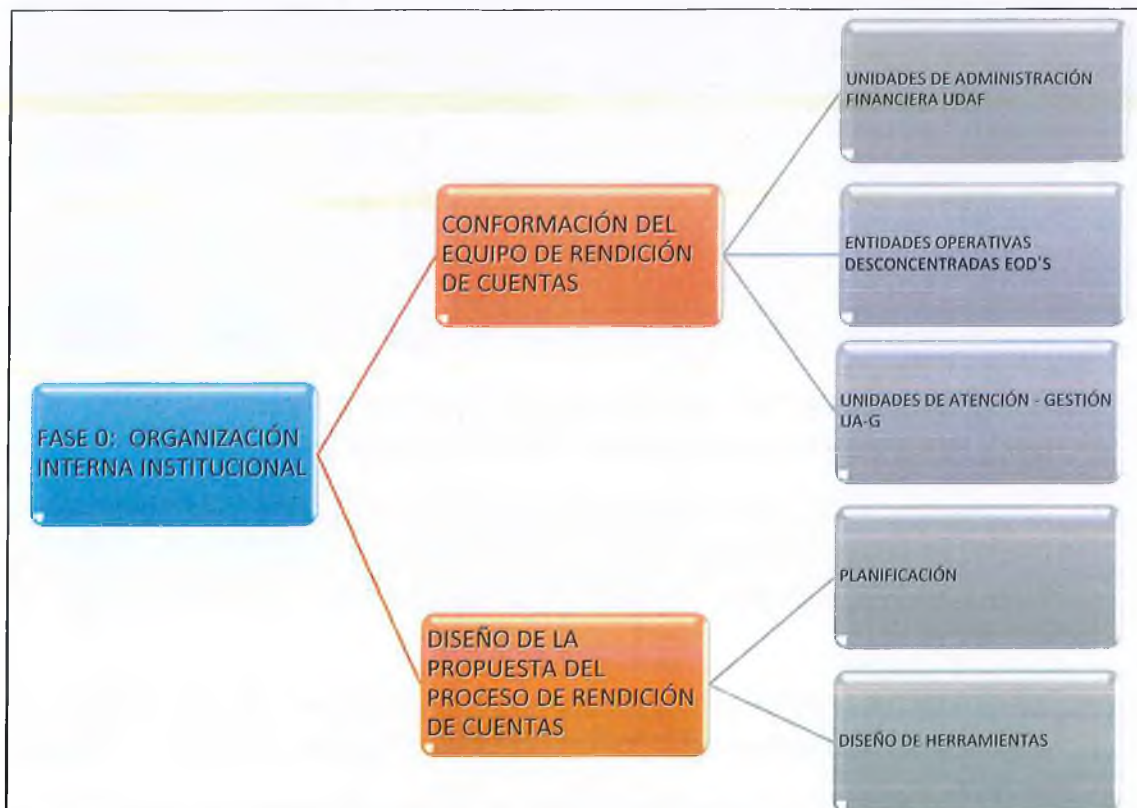 FASE 0: ORGANIZACIÓN
INTERNA INSTITUCIONAL
CONFORMACIÓN DEL
EQUIPO DE RENDICIÓN
DE CUENTAS
UNIDADES DE ADMINISTRACIÓN
FINANCIERA UDAF
ENTIDADES OPERATIVAS
DESCONCENTRADAS EOD'S
UNIDADES DE ATENCIÓN - GESTIÓN
UA-G
DISEÑO DE LA
PROPUESTA DEL
PROCESO DE RENDICIÓN
DE CUENTAS
PLANIFICACIÓN
DISEÑO DE HERRAMIENTAS